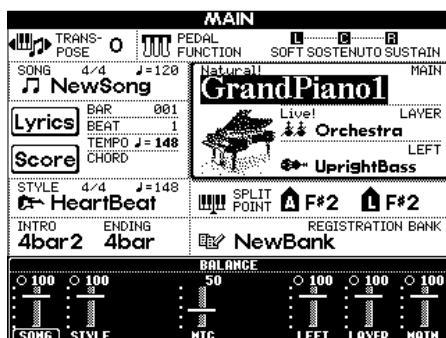 MAIN
TRANS-
POSE 0
PEDAL
FUNCTION
L C R
SOFT SOSTENUTO SUSTAIN
SONG 4/4 ♩=120
NewSong
Natural! MAIN
GrandPiano1
Lyrics
BAR 001
BEAT 1
TEMPO ♩=148
Score
CHORD
Live! LAYER
Orchestra
LEFT
UprightBass
STYLE 4/4 ♩=148
HeartBeat
SPLIT
POINT A F#2 L F#2
INTRO ENDING
4bar2 4bar
REGISTRATION BANK
NewBank
BALANCE
100 100 50 100 100 100
SONG STYLE MIC LEFT LAYER MAIN